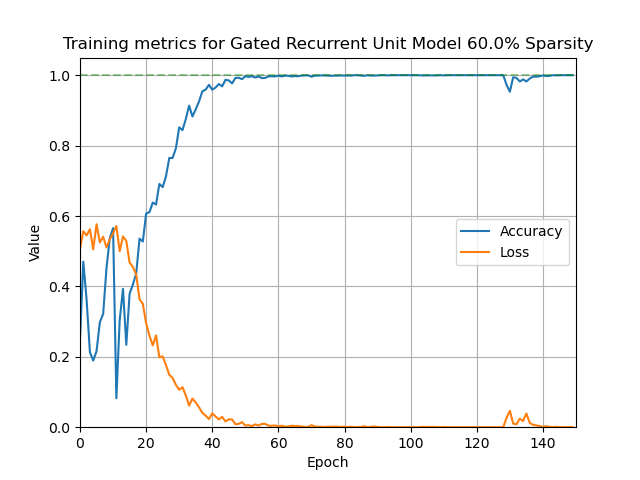 Training metrics for Gated Recurrent Unit Model 60.0% Sparsity
1.0
0.8
0.6
0.4
0.2
0.0
Value
Accuracy
Loss
0 20 40 60 80 100 120 140
Epoch